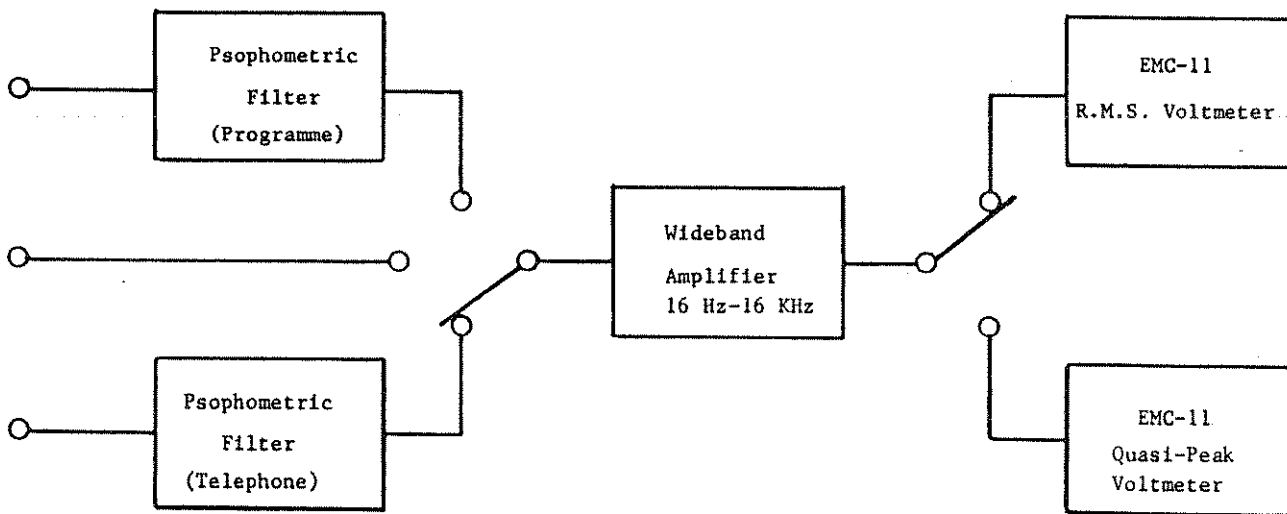 Psophometric
Filter
(Programme)
EMC-11
R.M.S. Voltmeter
Wideband
Amplifier
16 Hz-16 KHz
Psophometric
Filter
(Telephone)
EMC-11
Quasi-Peak
Voltmeter